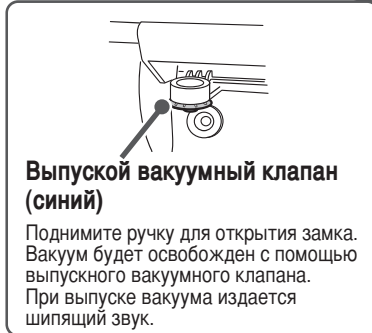 Выпуской вакуумный клапан
(синий)
Поднимите ручку для открытия замка.
Вакуум будет освобожден с помощью
выпускного вакуумного клапана.
При выпуске вакуума издается
шипящий звук.